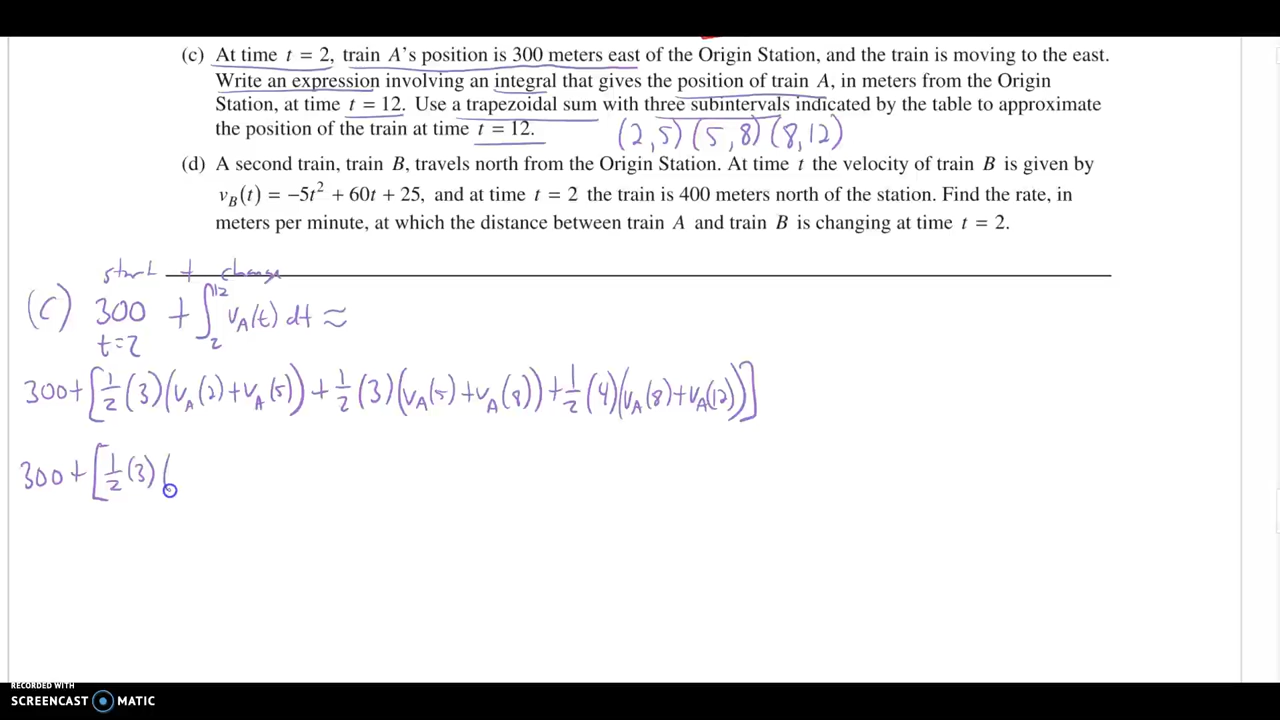 (c) At time t = 2, train A's position is 300 meters east of the Origin Station, and the train is moving to the east.
Write an expression involving an integral that gives the position of train A, in meters from the Origin
Station, at time t = 12. Use a trapezoidal sum with three subintervals indicated by the table to approximate
the position of the train at time t = 12.
(2,5) (5,8) (8,12)
(d) A second train, train B, travels north from the Origin Station. At time t the velocity of train B is given by
v_B(t) = −5t² + 60t + 25, and at time t = 2 the train is 400 meters north of the station. Find the rate, in
meters per minute, at which the distance between train A and train B is changing at time t = 2.
start + change
(C) 300 + ∫₂¹² v_A(t) dt ≈
t=2
300+[½(3)(v_A(2)+v_A(5))+½(3)(v_A(5)+v_A(8))+½(4)(v_A(8)+v_A(12))]
300+[½(3)(
RECORDED WITH
SCREENCAST MATIC